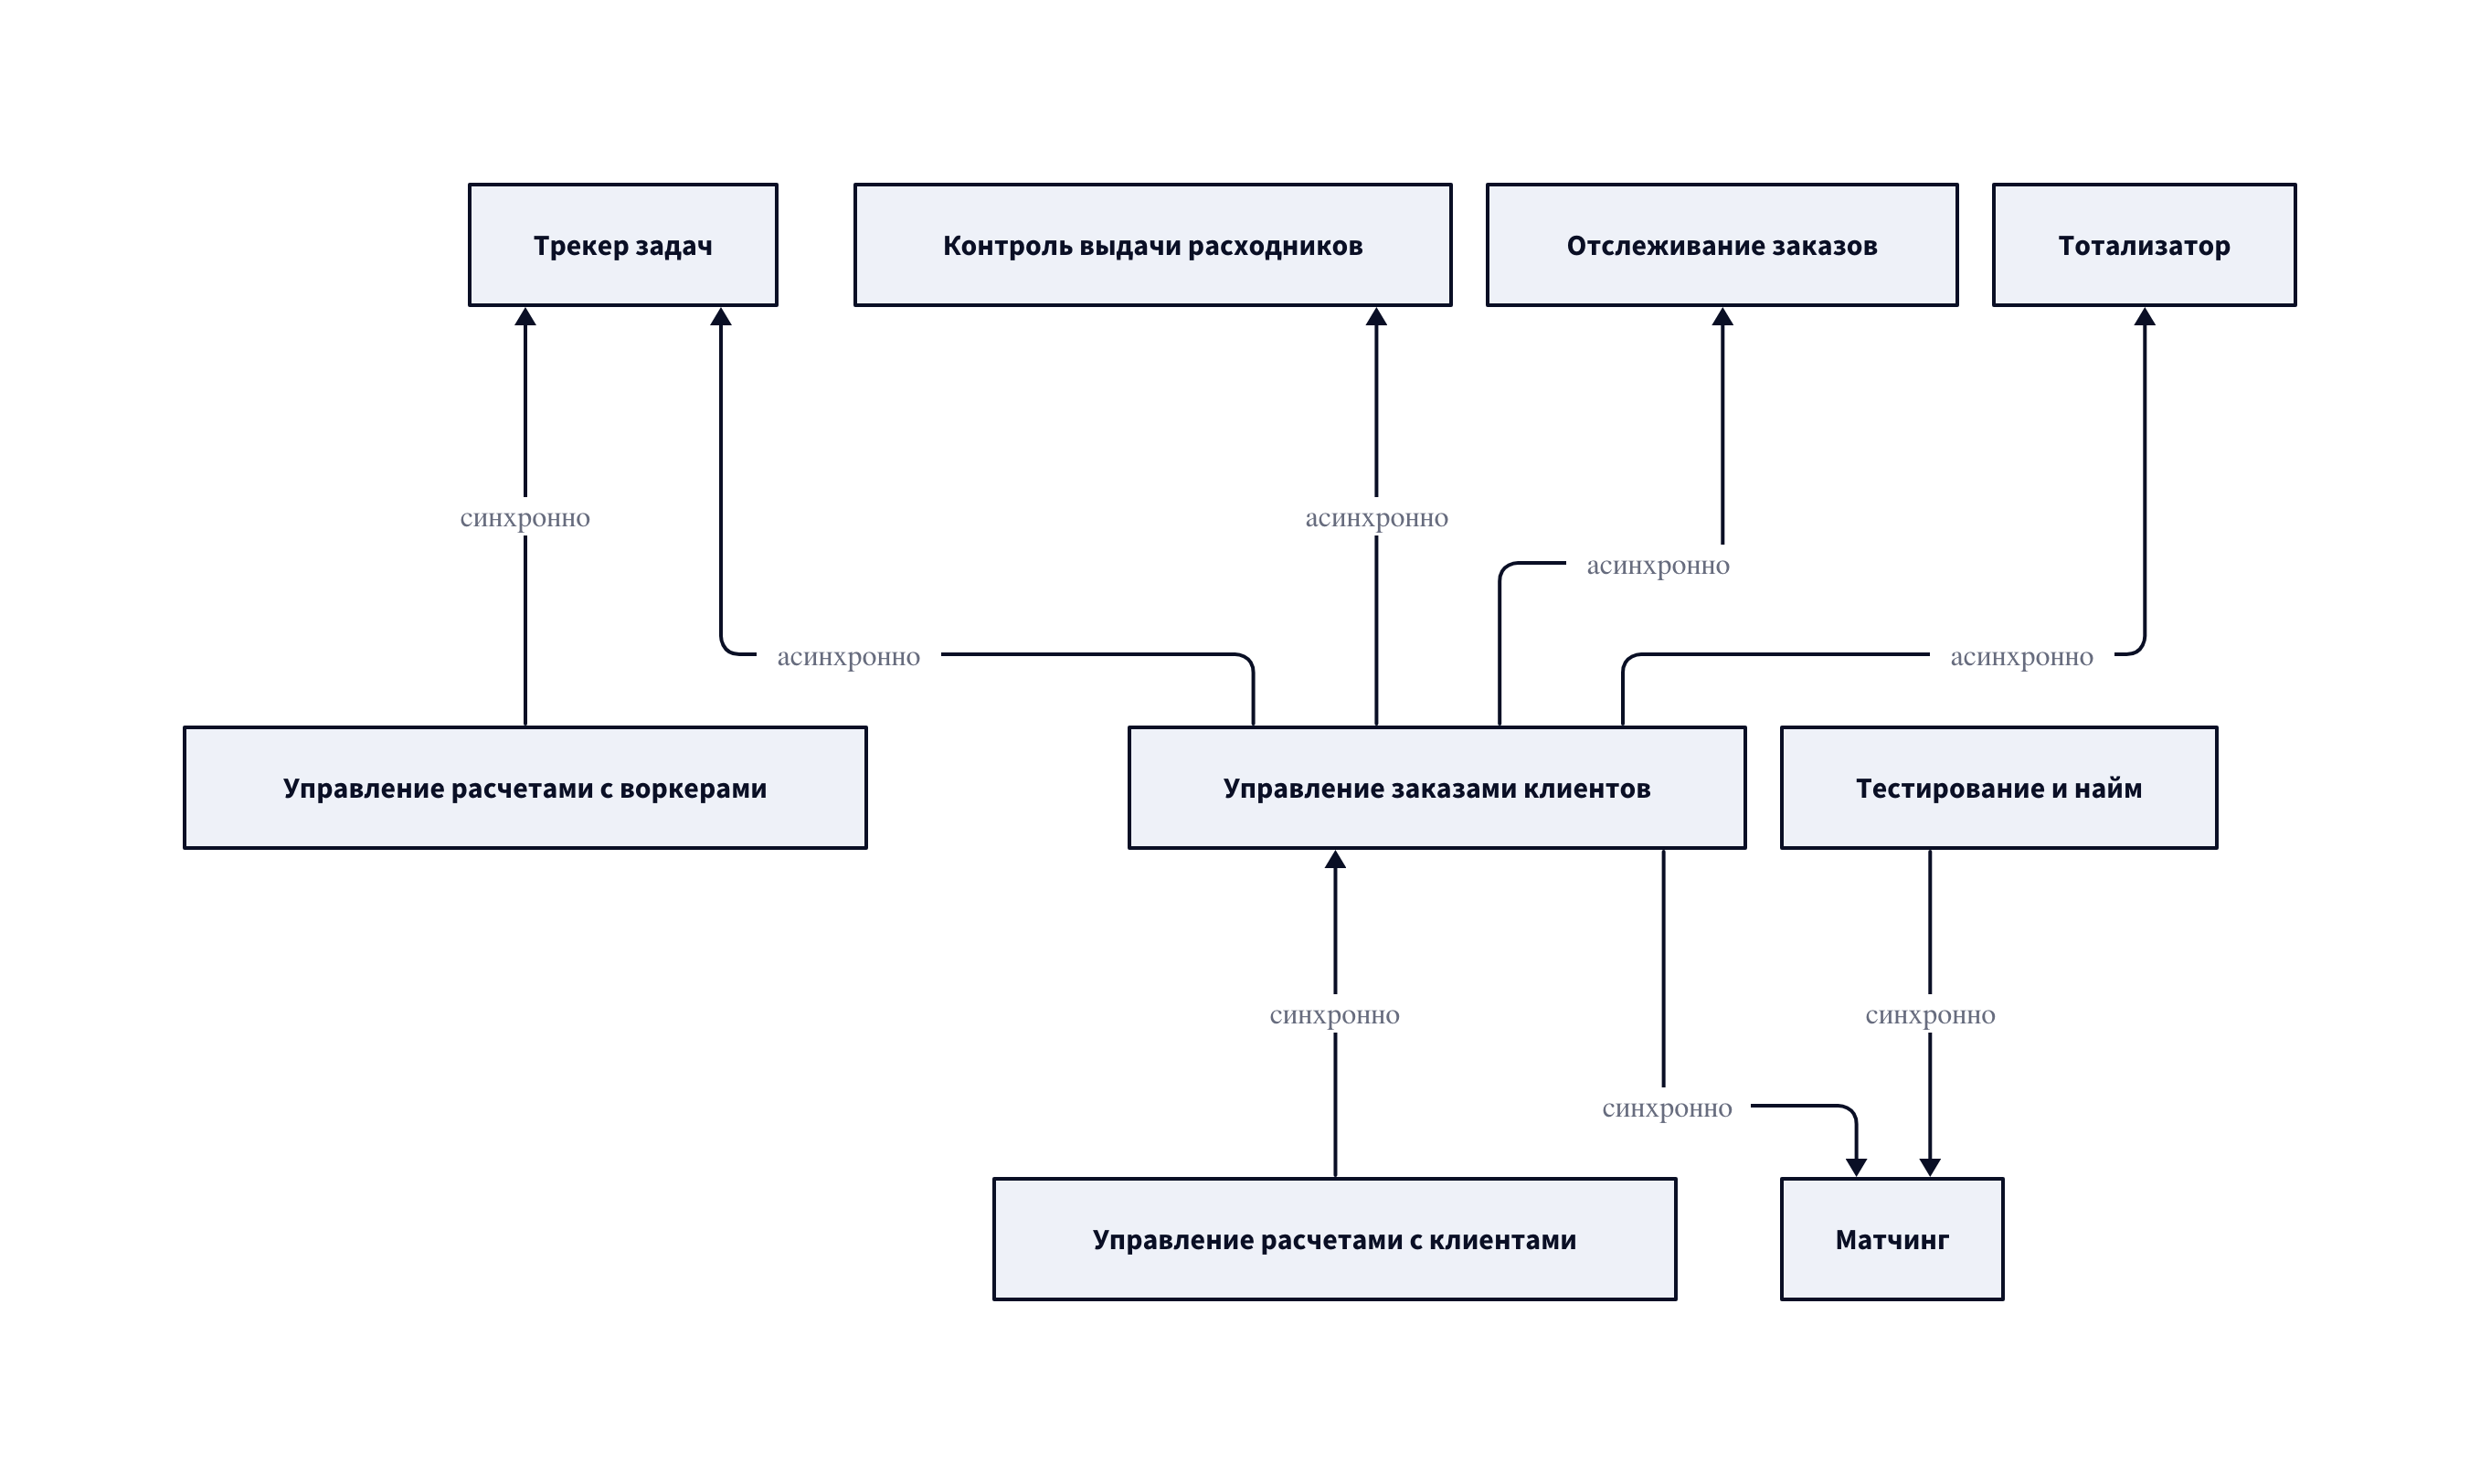 Трекер задач
Контроль выдачи расходников
Отслеживание заказов
Тотализатор
синхронно
асинхронно
асинхронно
асинхронно
асинхронно
Управление расчетами с воркерами
Управление заказами клиентов
Тестирование и найм
синхронно
синхронно
синхронно
Управление расчетами с клиентами
Матчинг